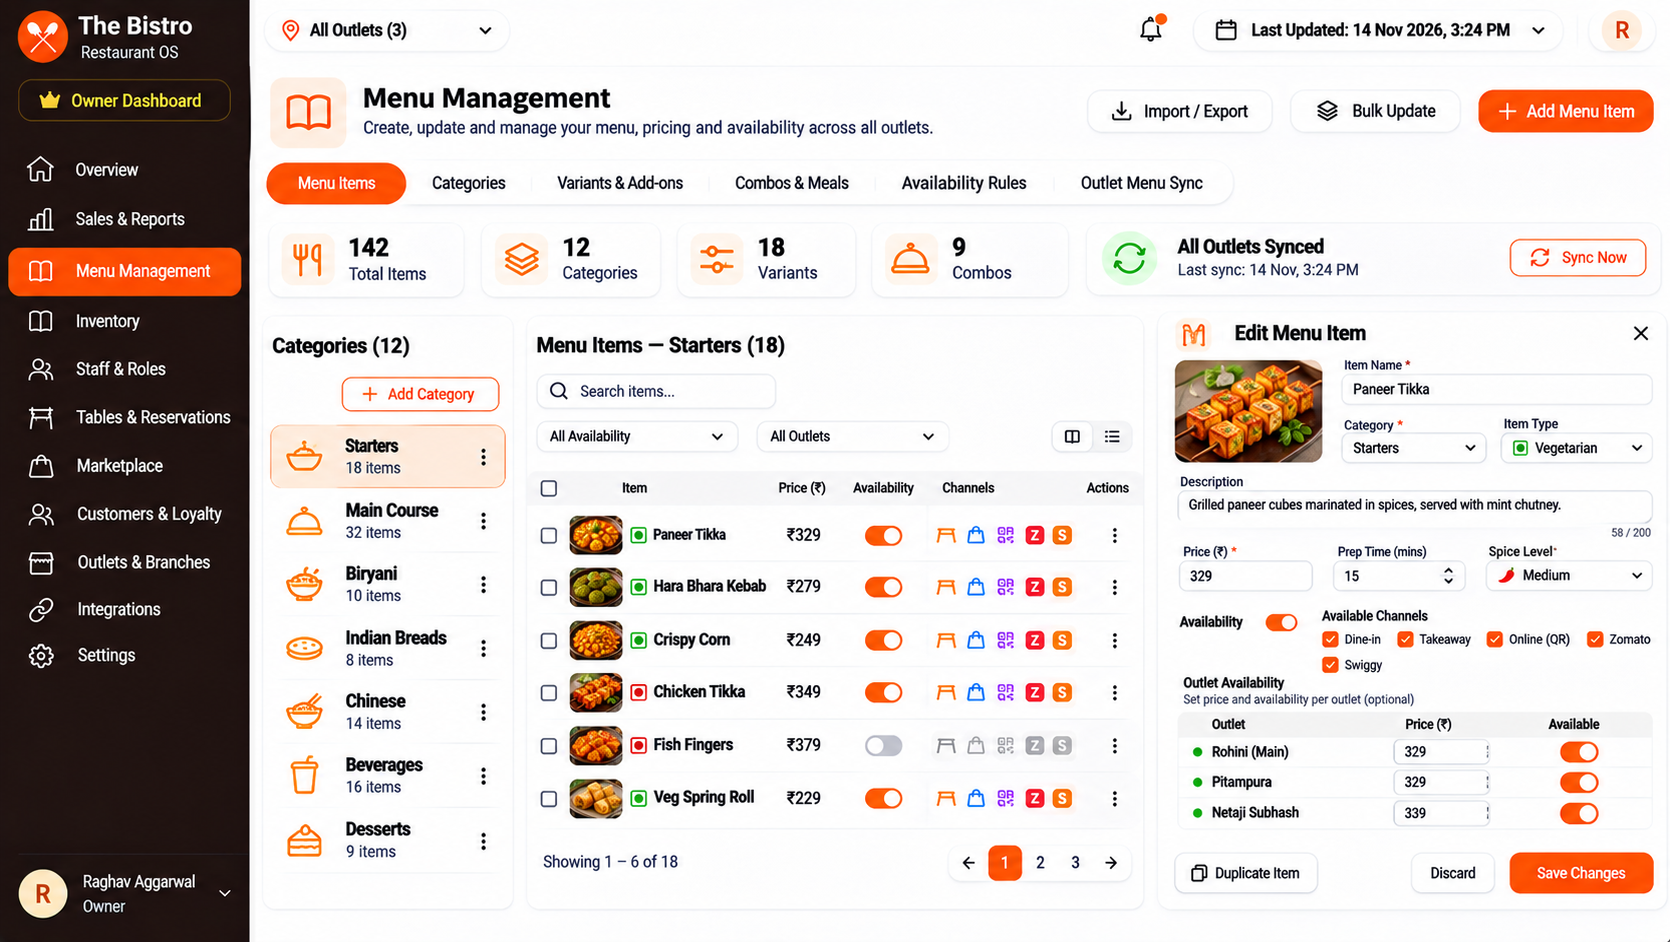 The Bistro
Restaurant OS
Owner Dashboard
Overview
Sales & Reports
Menu Management
Inventory
Staff & Roles
Tables & Reservations
Marketplace
Customers & Loyalty
Outlets & Branches
Integrations
Settings
R
Raghav Aggarwal
Owner
All Outlets (3)
Last Updated: 14 Nov 2026, 3:24 PM
R
Menu Management
Create, update and manage your menu, pricing and availability across all outlets.
Import / Export
Bulk Update
+ Add Menu Item
Menu Items
Categories
Variants & Add-ons
Combos & Meals
Availability Rules
Outlet Menu Sync
142
Total Items
12
Categories
18
Variants
9
Combos
All Outlets Synced
Last sync: 14 Nov, 3:24 PM
Sync Now
Categories (12)
+ Add Category
Starters
18 items
Main Course
32 items
Biryani
10 items
Indian Breads
8 items
Chinese
14 items
Beverages
16 items
Desserts
9 items
Menu Items — Starters (18)
Search items...
All Availability
All Outlets
Item Price (₹) Availability Channels Actions
Paneer Tikka ₹329 Z S
Hara Bhara Kebab ₹279 Z S
Crispy Corn ₹249 Z S
Chicken Tikka ₹349 Z S
Fish Fingers ₹379 Z S
Veg Spring Roll ₹229 Z S
Showing 1 – 6 of 18
1 2 3
Edit Menu Item
Item Name *
Paneer Tikka
Category * Item Type
Starters Vegetarian
Description
Grilled paneer cubes marinated in spices, served with mint chutney.
58 / 200
Price (₹) * Prep Time (mins) Spice Level*
329 15 Medium
Availability
Available Channels
Dine-in Takeaway Online (QR) Zomato
Swiggy
Outlet Availability
Set price and availability per outlet (optional)
Outlet Price (₹) Available
Rohini (Main) 329
Pitampura 329
Netaji Subhash 339
Duplicate Item
Discard
Save Changes